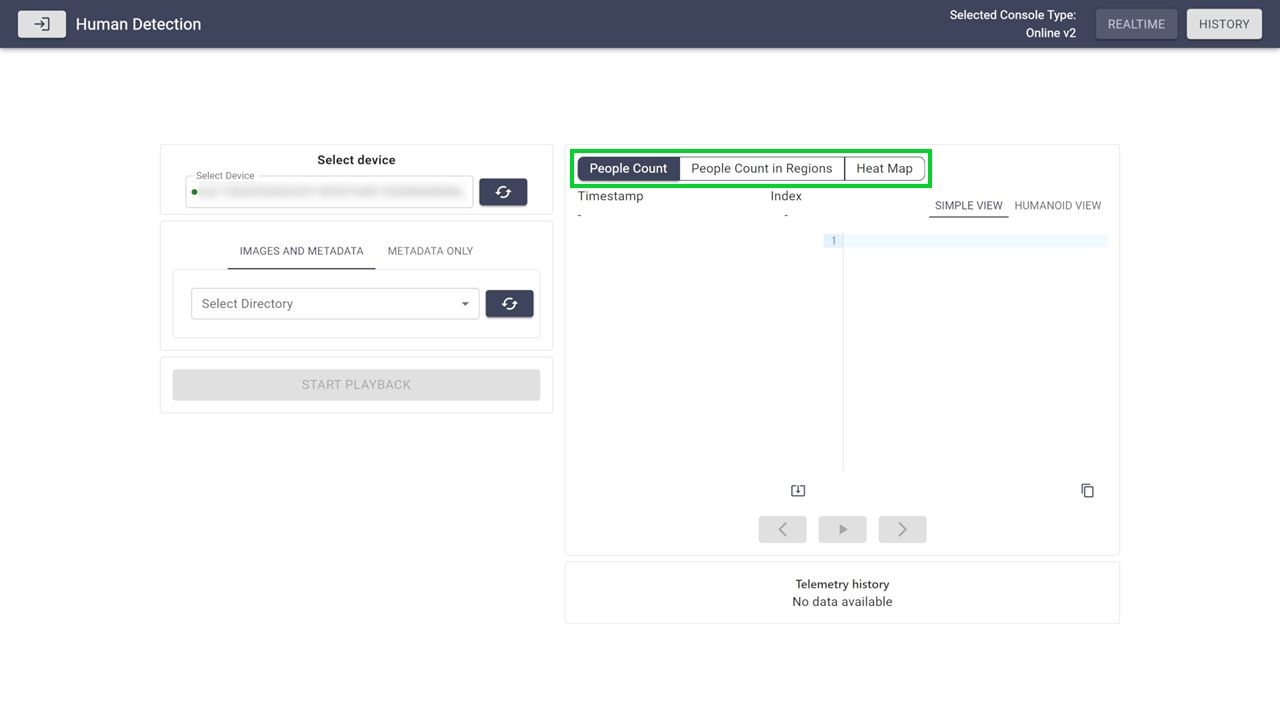 Human Detection
Selected Console Type:
Online v2
REALTIME
HISTORY
Select device
Select Device
IMAGES AND METADATA
METADATA ONLY
Select Directory
START PLAYBACK
People Count
People Count in Regions
Heat Map
Timestamp
-
Index
-
SIMPLE VIEW
HUMANOID VIEW
1
Telemetry history
No data available